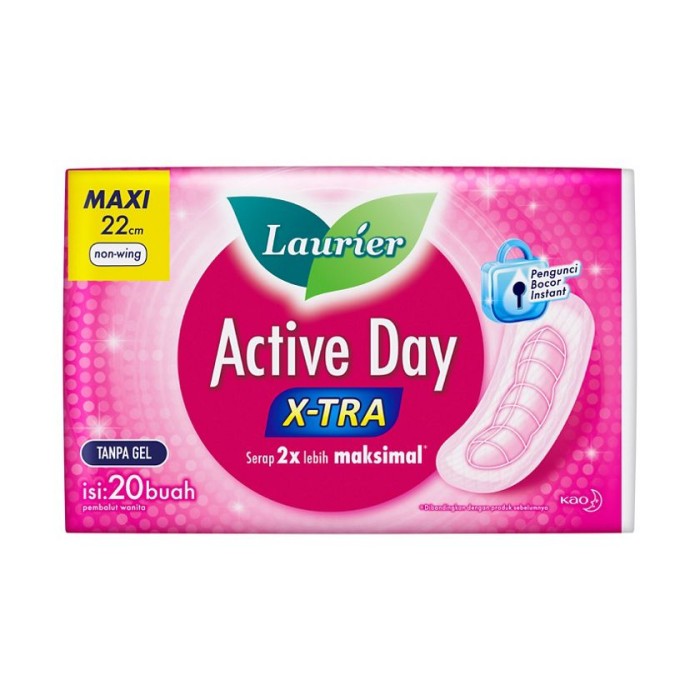 MAXI
22cm
non-wing
Laurier
Pengunci
Bocor
Instant
Active Day
X-TRA
Serap 2x lebih maksimal*
TANPA GEL
isi:20buah
pembalut wanita
Kao
*Dibandingkan dengan produk sebelumnya